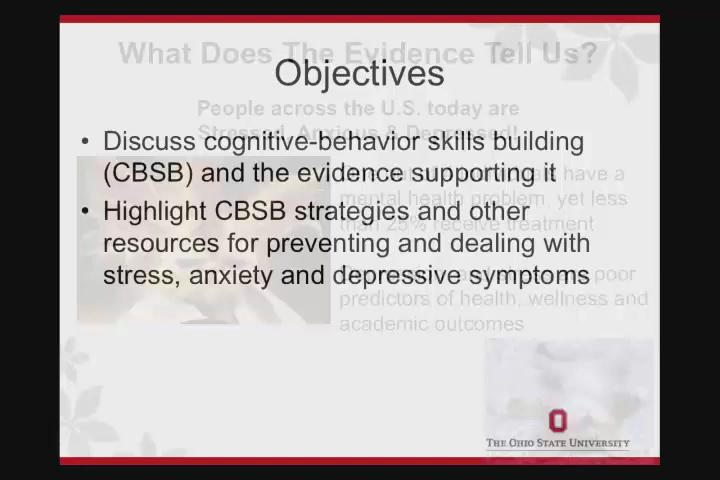 What Does The Evidence Tell Us?
Objectives
People across the U.S. today are
Stressed, Anxious & Depressed!
• Discuss cognitive-behavior skills building
(CBSB) and the evidence supporting it
have a
mental health problem, yet less
than 25% receive treatment
• Highlight CBSB strategies and other
resources for preventing and dealing with
stress, anxiety and depressive symptoms
poor
predictors of health, wellness and
academic outcomes
THE OHIO STATE UNIVERSITY